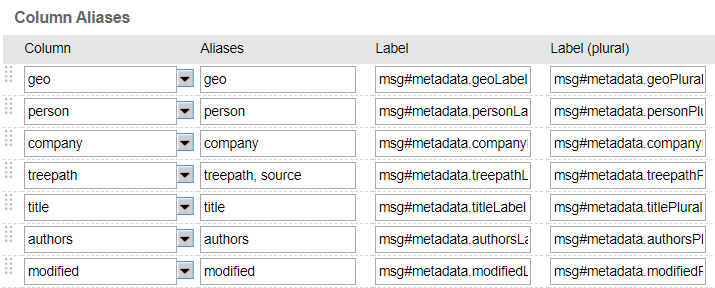 Column Aliases
Column Aliases Label Label (plural)
geo geo msg#metadata.geoLabel msg#metadata.geoPlural
person person msg#metadata.personLa msg#metadata.personPlu
company company msg#metadata.company msg#metadata.company
treepath treepath, source msg#metadata.treepathL msg#metadata.treepathP
title title msg#metadata.titleLabel msg#metadata.titlePlural
authors authors msg#metadata.authorsLa msg#metadata.authorsPl
modified modified msg#metadata.modifiedL msg#metadata.modifiedP